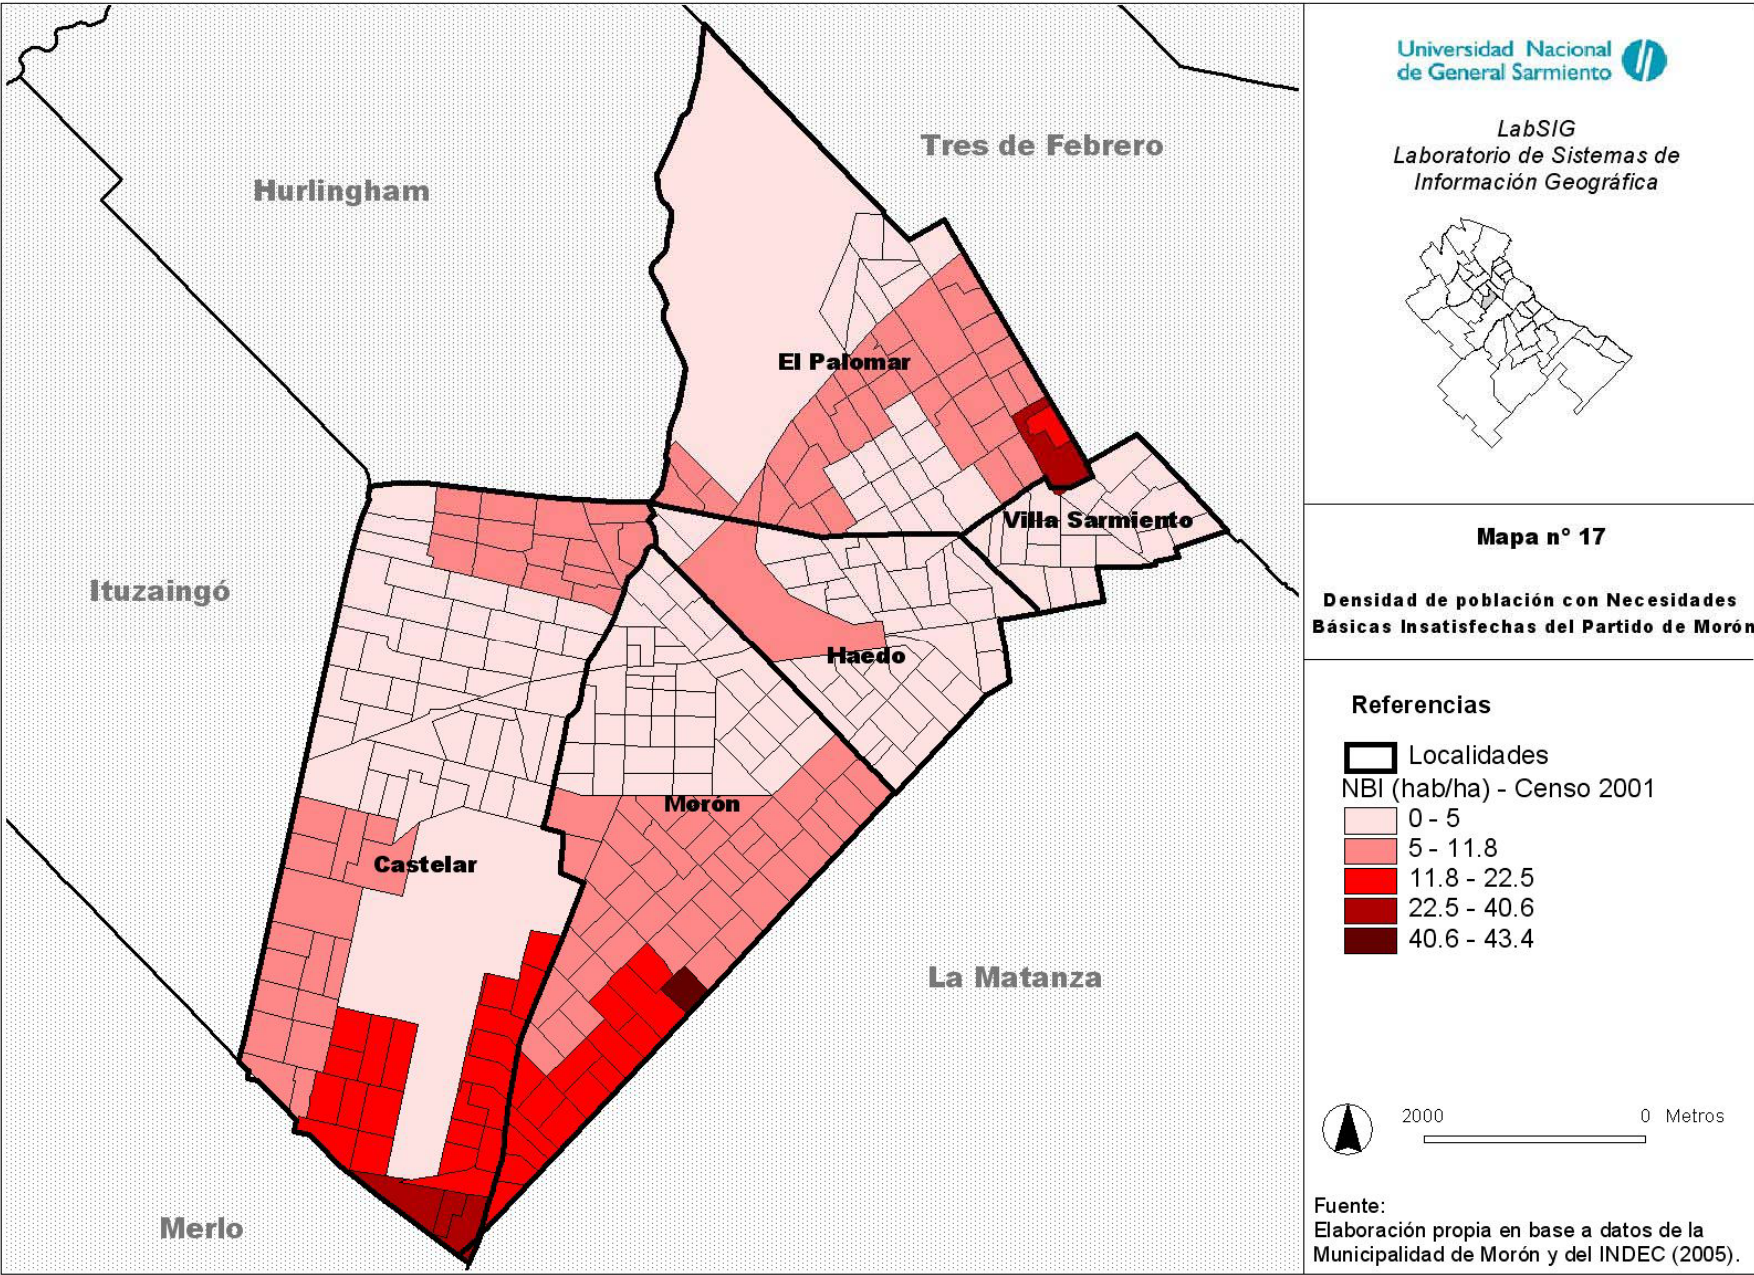 Hurlingham
Tres de Febrero
El Palomar
Villa Sarmiento
Ituzaingó
Haedo
Morón
Castelar
La Matanza
Merlo
Universidad Nacional
de General Sarmiento
LabSIG
Laboratorio de Sistemas de
Información Geográfica
Mapa n° 17
Densidad de población con Necesidades
Básicas Insatisfechas del Partido de Morón
Referencias
Localidades
NBI (hab/ha) - Censo 2001
0 - 5
5 - 11.8
11.8 - 22.5
22.5 - 40.6
40.6 - 43.4
2000 0 Metros
Fuente:
Elaboración propia en base a datos de la
Municipalidad de Morón y del INDEC (2005).